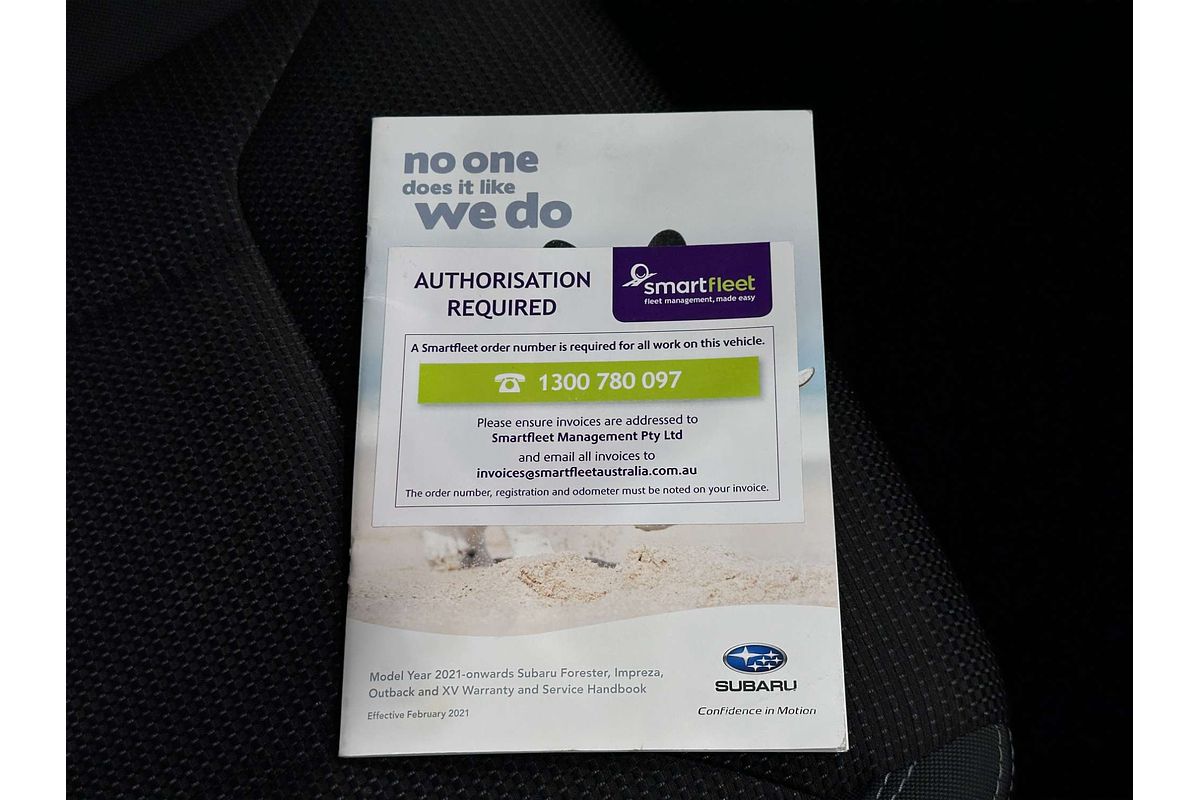 no one
does it like
we do
AUTHORISATION
REQUIRED
smartfleet
fleet management, made easy
A Smartfleet order number is required for all work on this vehicle.
1300 780 097
Please ensure invoices are addressed to
Smartfleet Management Pty Ltd
and email all invoices to
invoices@smartfleetaustralia.com.au
The order number, registration and odometer must be noted on your invoice.
Model Year 2021-onwards Subaru Forester, Impreza,
Outback and XV Warranty and Service Handbook
Effective February 2021
SUBARU
Confidence in Motion